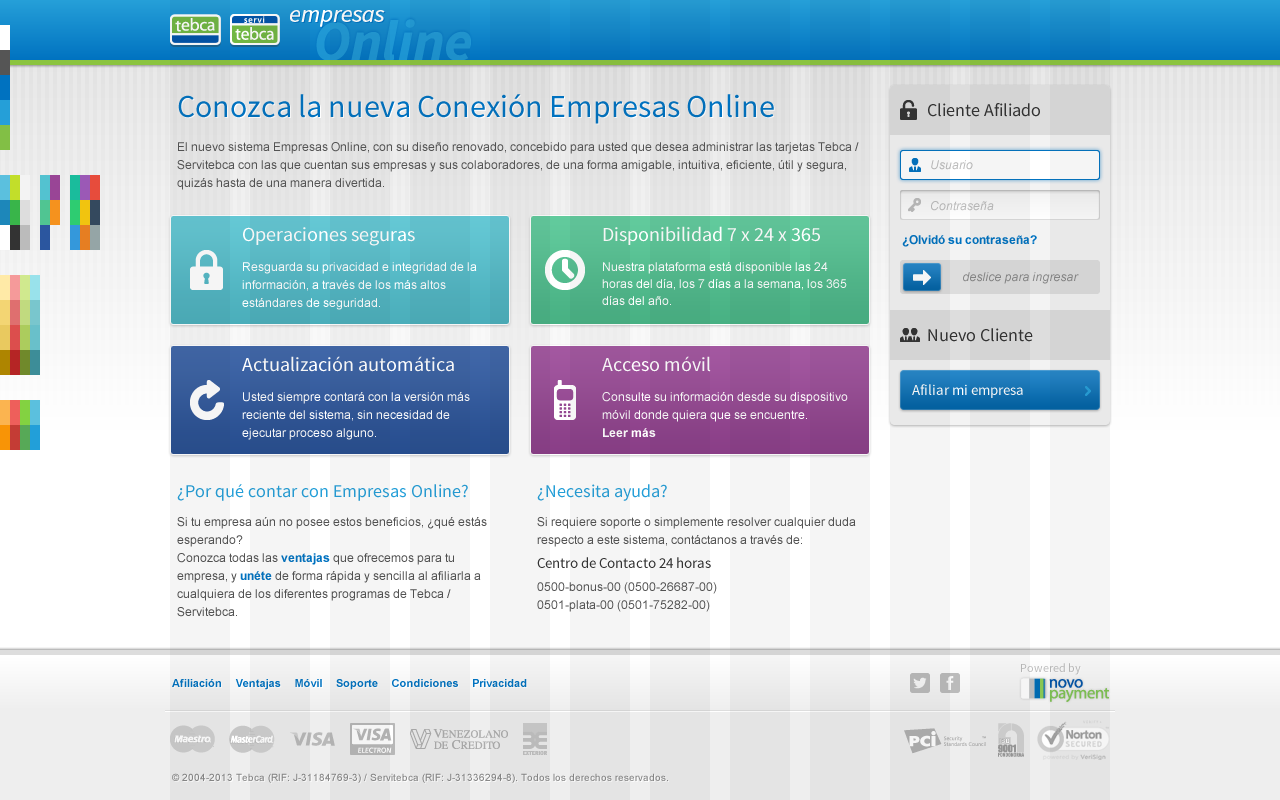 tebca
servi
tebca
empresas
Online
Conozca la nueva Conexión Empresas Online
El nuevo sistema Empresas Online, con su diseño renovado, concebido para usted que desea administrar las tarjetas Tebca /
Servitebca con las que cuentan sus empresas y sus colaboradores, de una forma amigable, intuitiva, eficiente, útil y segura,
quizás hasta de una manera divertida.
Operaciones seguras
Resguarda su privacidad e integridad de la
información, a través de los más altos
estándares de seguridad.
Disponibilidad 7 x 24 x 365
Nuestra plataforma está disponible las 24
horas del día, los 7 días a la semana, los 365
días del año.
Actualización automática
Usted siempre contará con la versión más
reciente del sistema, sin necesidad de
ejecutar proceso alguno.
Acceso móvil
Consulte su información desde su dispositivo
móvil donde quiera que se encuentre.
Leer más
¿Por qué contar con Empresas Online?
Si tu empresa aún no posee estos beneficios, ¿qué estás
esperando?
Conozca todas las ventajas que ofrecemos para tu
empresa, y unéte de forma rápida y sencilla al afiliarla a
cualquiera de los diferentes programas de Tebca /
Servitebca.
¿Necesita ayuda?
Si requiere soporte o simplemente resolver cualquier duda
respecto a este sistema, contáctanos a través de:
Centro de Contacto 24 horas
0500-bonus-00 (0500-26687-00)
0501-plata-00 (0501-75282-00)
Cliente Afiliado
Usuario
Contraseña
¿Olvidó su contraseña?
deslice para ingresar
Nuevo Cliente
Afiliar mi empresa
Afiliación Ventajas Móvil Soporte Condiciones Privacidad
Powered by
novo
payment
Maestro
MasterCard
VISA
VISA
ELECTRON
VENEZOLANO
DE CRÉDITO
EXTERIOR
PCI
Security
Standards Council
9001
FONDONORMA
Norton
SECURED
powered by VeriSign
© 2004-2013 Tebca (RIF: J-31184769-3) / Servitebca (RIF: J-31336294-8). Todos los derechos reservados.